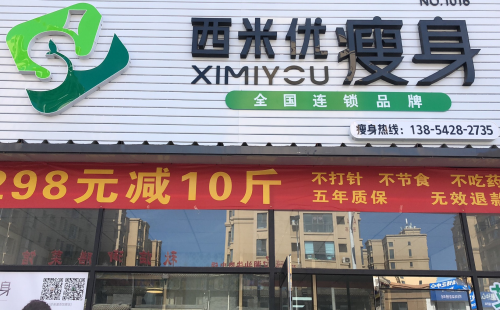 NO.1016
西米优瘦身
XIMIYOU
全国连锁品牌
瘦身热线：138-5428-2735
298元减10斤
不打针 不节食 不吃药
五年质保 无效退款
身